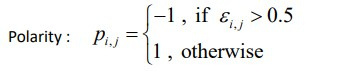 Polarity : p_{i,j} = { −1 , if ε_{i,j} > 0.5
1 , otherwise